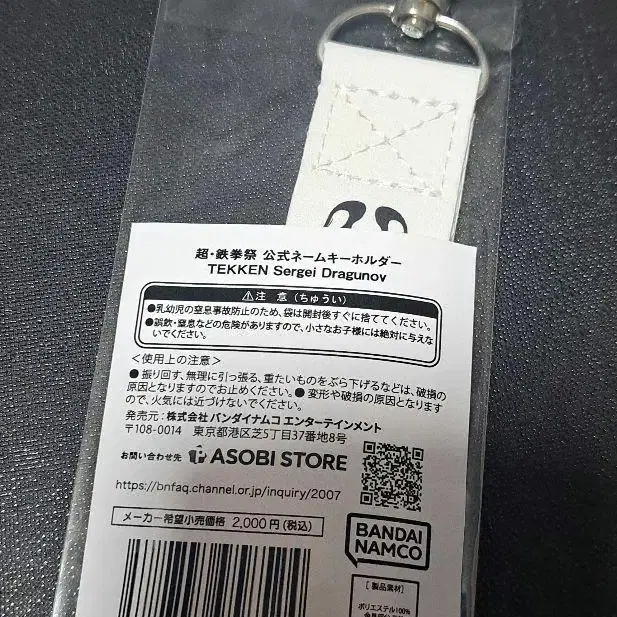 超・鉄拳祭 公式ネームキーホルダー
TEKKEN Sergei Dragunov
⚠注 意(ちゅうい)
●乳幼児の窒息事故防止のため、袋は開封後すぐに捨ててください。
●誤飲・窒息などの危険がありますので、小さなお子様には絶対に与えな
いでください。
＜使用上の注意＞
● 振り回す、無理に引っ張る、重たいものをぶら下げるなどは、破損の
原因となりますのでお止めください。● 変形や破損の原因となります
ので、火気には近づけないでください。
発売元：株式会社 バンダイナムコ エンターテインメント
〒108-0014 東京都港区芝5丁目37番地8号
お問い合わせ先 ASOBI STORE
https://bnfaq.channel.or.jp/inquiry/2007
メーカー希望小売価格 2,000円(税込)
BANDAI
NAMCO
[製品素材]
ポリエステル100%